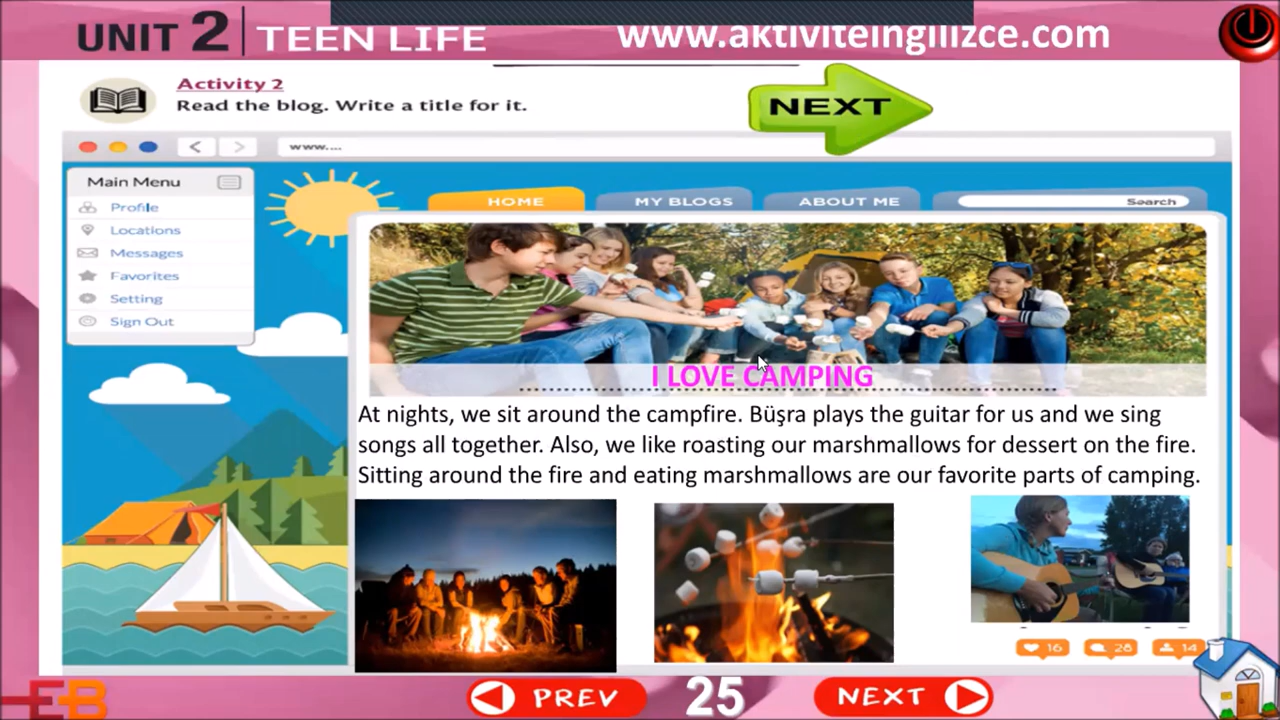 UNIT 2 TEEN LIFE
www.aktiviteingilizce.com
Activity 2
Read the blog. Write a title for it.
NEXT
www....
Main Menu
Profile
Locations
Messages
Favorites
Setting
Sign Out
HOME
MY BLOGS
ABOUT ME
Search
I LOVE CAMPING
At nights, we sit around the campfire. Büşra plays the guitar for us and we sing
songs all together. Also, we like roasting our marshmallows for dessert on the fire.
Sitting around the fire and eating marshmallows are our favorite parts of camping.
16
28
14
EB
PREV
25
NEXT